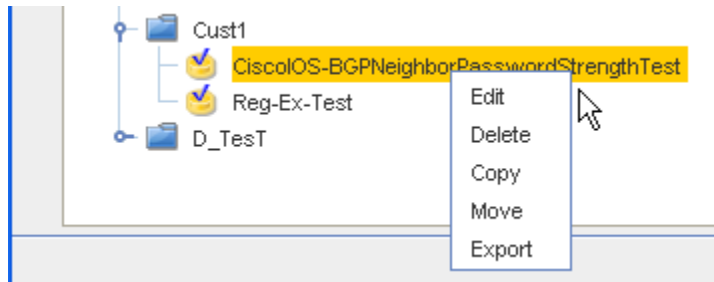 Cust1
CiscoIOS-BGPNeighborPasswordStrengthTest
Reg-Ex-Test
D_TesT
Edit
Delete
Copy
Move
Export